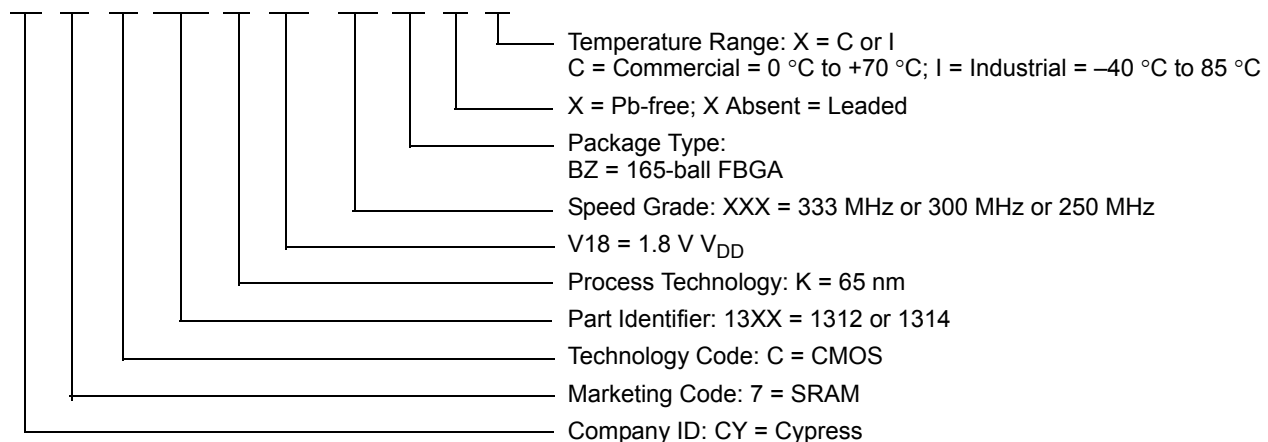 Temperature Range: X = C or I
C = Commercial = 0 °C to +70 °C; I = Industrial = –40 °C to 85 °C
X = Pb-free; X Absent = Leaded
Package Type:
BZ = 165-ball FBGA
Speed Grade: XXX = 333 MHz or 300 MHz or 250 MHz
V18 = 1.8 V VDD
Process Technology: K = 65 nm
Part Identifier: 13XX = 1312 or 1314
Technology Code: C = CMOS
Marketing Code: 7 = SRAM
Company ID: CY = Cypress